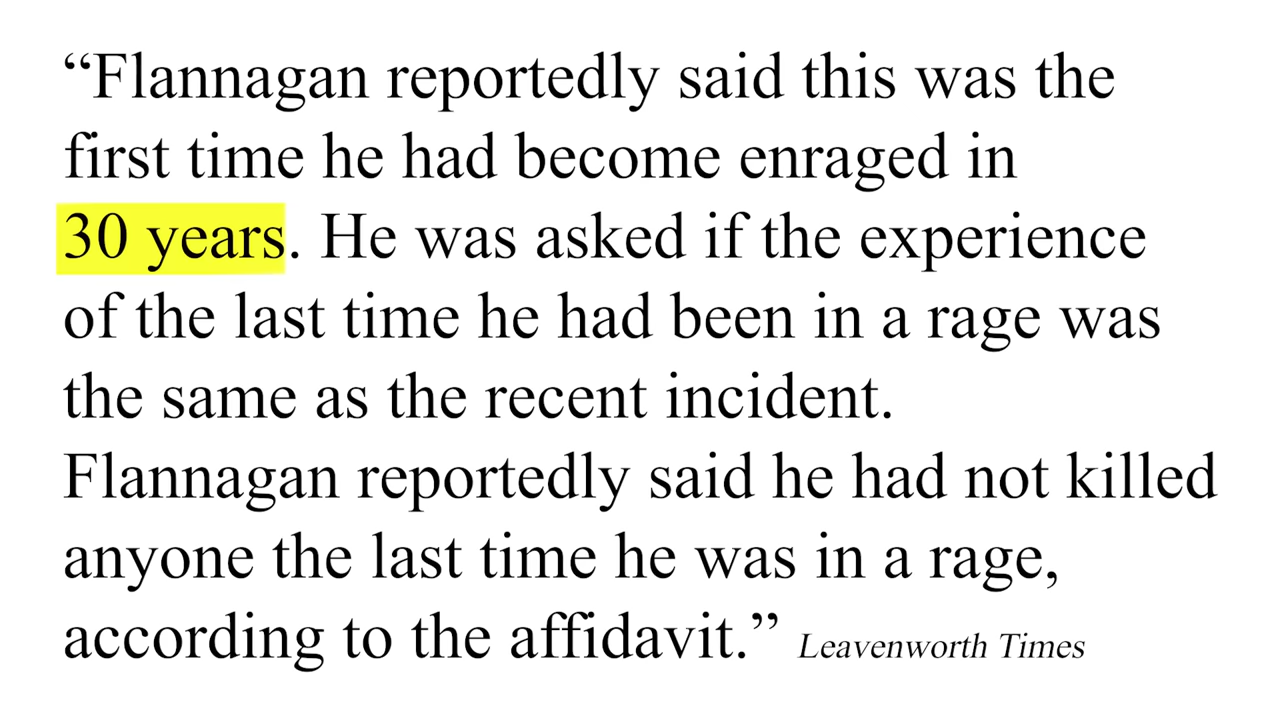 “Flannagan reportedly said this was the
first time he had become enraged in
30 years. He was asked if the experience
of the last time he had been in a rage was
the same as the recent incident.
Flannagan reportedly said he had not killed
anyone the last time he was in a rage,
according to the affidavit.” Leavenworth Times